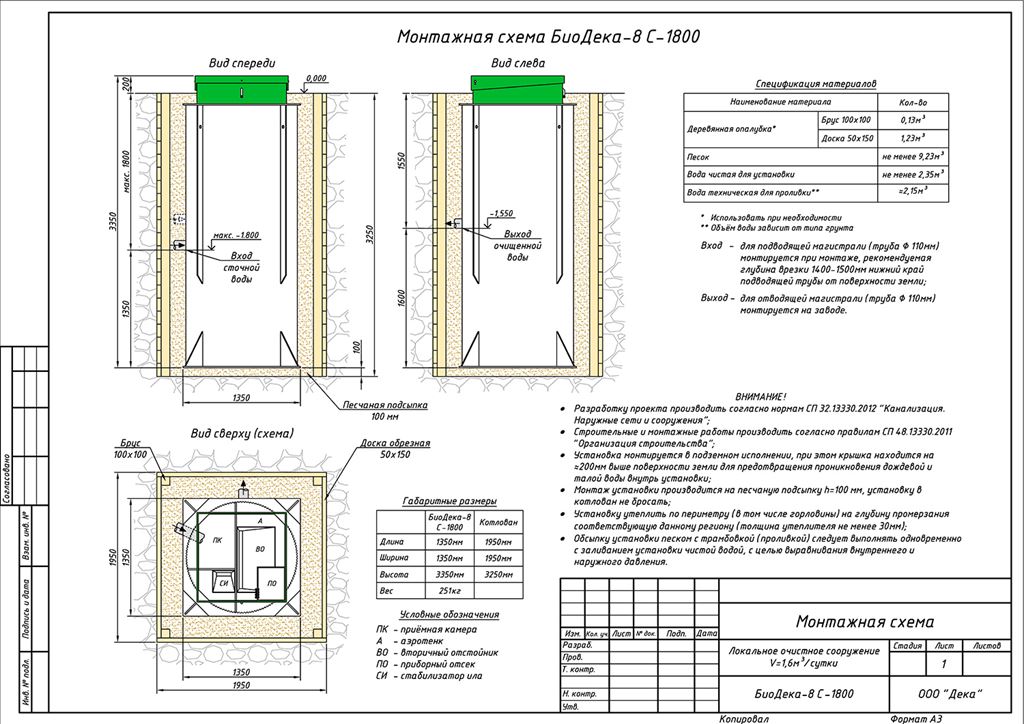 Монтажная схема БиоДека-8 С-1800
Вид спереди
0,000
200
макс. 1800
3350
1350
3250
100
макс. -1.800
Вход
сточной
воды
1350
Песчаная подсыпка
100 мм
Вид слева
1550
1600
-1,550
Выход
очищенной
воды
Спецификация материалов
Наименование материала
Кол-во
Деревянная опалубка*
Брус 100х100
0,13м³
Доска 50х150
1,23м³
Песок
не менее 9,23м³
Вода чистая для установки
не менее 2,35м³
Вода техническая для проливки**
≈2,15м³
* Использовать при необходимости
** Объём воды зависит от типа грунта
Вход - для подводящей магистрали (труба Ф 110мм)
монтируется при монтаже, рекомендуемая
глубина врезки 1400-1500мм нижний край
подводящей трубы от поверхности земли;
Выход - для отводящей магистрали (труба Ф 110мм)
монтируется на заводе.
Вид сверху (схема)
Брус
100х100
Доска обрезная
50х150
1950
1350
ПК
А
ВО
СИ
ПО
1350
1950
Габаритные размеры
БиоДека-8
С-1800
Котлован
Длина
1350мм
1950мм
Ширина
1350мм
1950мм
Высота
3350мм
3250мм
Вес
251кг
Условные обозначения
ПК - приёмная камера
А - аэротенк
ВО - вторичный отстойник
ПО - приборный отсек
СИ - стабилизатор ила
ВНИМАНИЕ!
• Разработку проекта производить согласно нормам СП 32.13330.2012 "Канализация.
Наружные сети и сооружения";
• Строительные и монтажные работы производить согласно правилам СП 48.13330.2011
"Организация строительства";
• Установка монтируется в подземном исполнении, при этом крышка находится на
≈200мм выше поверхности земли для предотвращения проникновения дождевой и
талой воды внутрь установки;
• Монтаж установки производится на песчаную подсыпку h=100 мм, установку в
котлован не бросать;
• Установку утеплить по периметру (в том числе горловины) на глубину промерзания
соответствующую данному региону (толщина утеплителя не менее 30мм);
• Обсыпку установки песком с трамбовкой (проливкой) следует выполнять одновременно
с заливанием установки чистой водой, с целью выравнивания внутреннего и
наружного давления.
Согласовано
Взам. инв. №
Подпись и дата
Инв. № подл.
Изм. Кол. уч. Лист № док. Подп. Дата
Разраб.
Пров.
Т. контр.
Н. контр.
Утв.
Монтажная схема
Локальное очистное сооружение
V=1,6м³/сутки
Стадия
Лист
Листов
1
БиоДека-8 С-1800
ООО "Дека"
Копировал
Формат А3